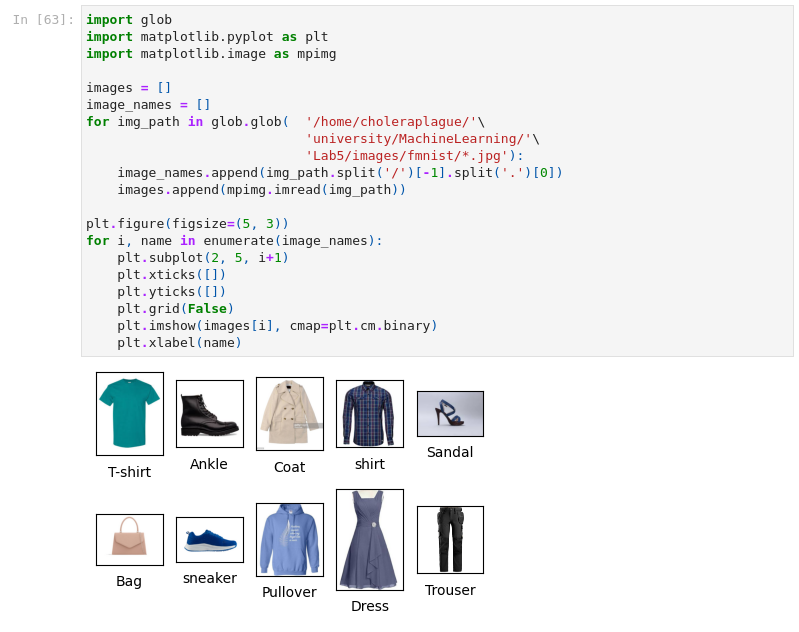 In [63]:
import glob
import matplotlib.pyplot as plt
import matplotlib.image as mpimg
images = []
image_names = []
for img_path in glob.glob(  '/home/choleraplague/'\
                            'university/MachineLearning/'\
                            'Lab5/images/fmnist/*.jpg'):
    image_names.append(img_path.split('/')[-1].split('.')[0])
    images.append(mpimg.imread(img_path))
plt.figure(figsize=(5, 3))
for i, name in enumerate(image_names):
    plt.subplot(2, 5, i+1)
    plt.xticks([])
    plt.yticks([])
    plt.grid(False)
    plt.imshow(images[i], cmap=plt.cm.binary)
    plt.xlabel(name)
T-shirt
Ankle
Coat
shirt
Sandal
Bag
sneaker
Pullover
Dress
Trouser